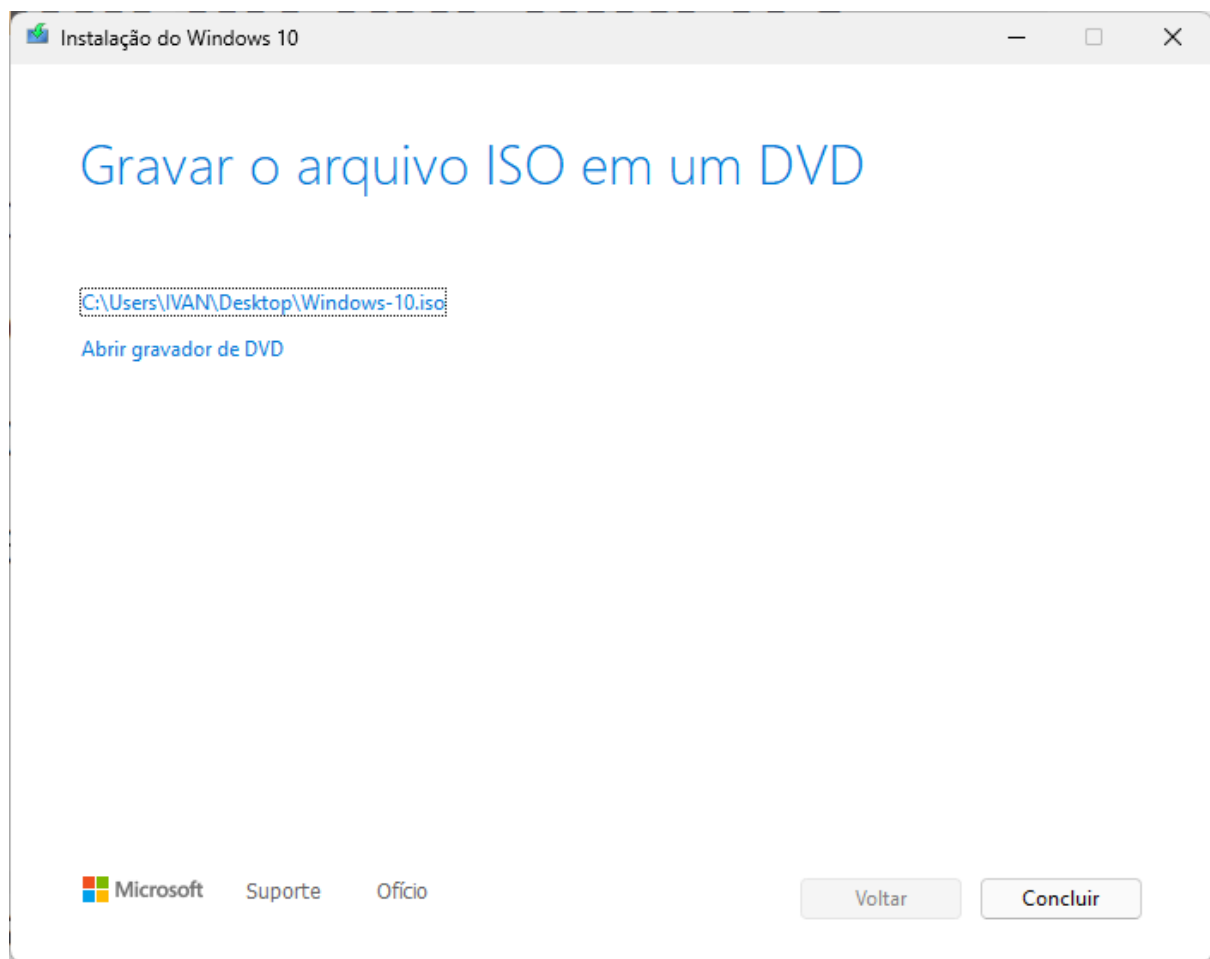 Instalação do Windows 10
Gravar o arquivo ISO em um DVD
C:\Users\IVAN\Desktop\Windows-10.iso
Abrir gravador de DVD
Microsoft Suporte Ofício Voltar Concluir